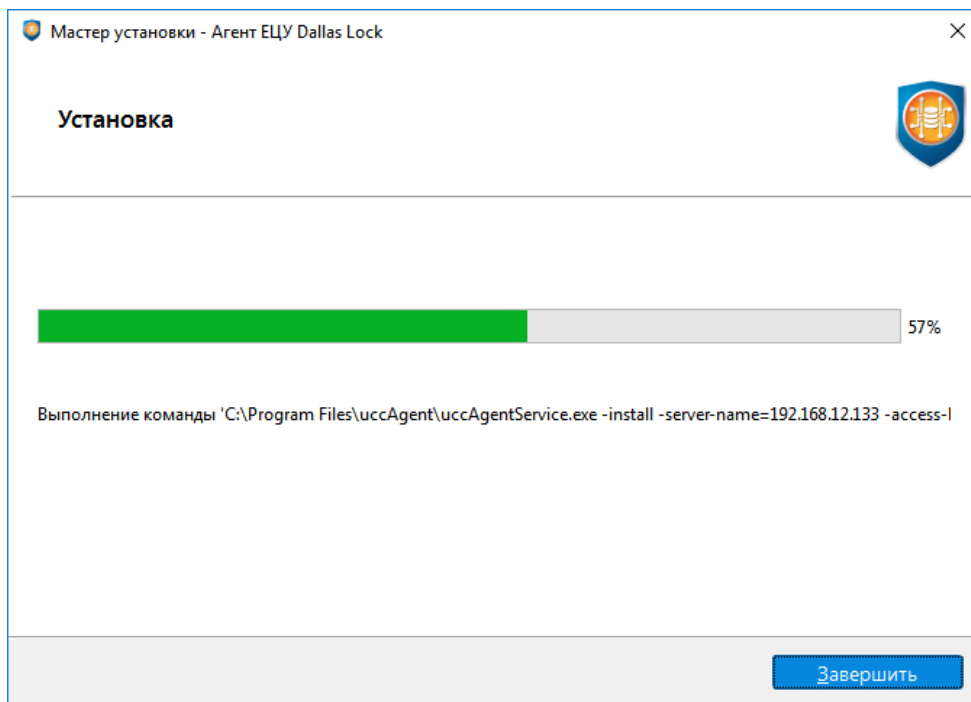 Мастер установки - Агент ЕЦУ Dallas Lock
Установка
57%
Выполнение команды 'C:\Program Files\uccAgent\uccAgentService.exe -install -server-name=192.168.12.133 -access-
Завершить